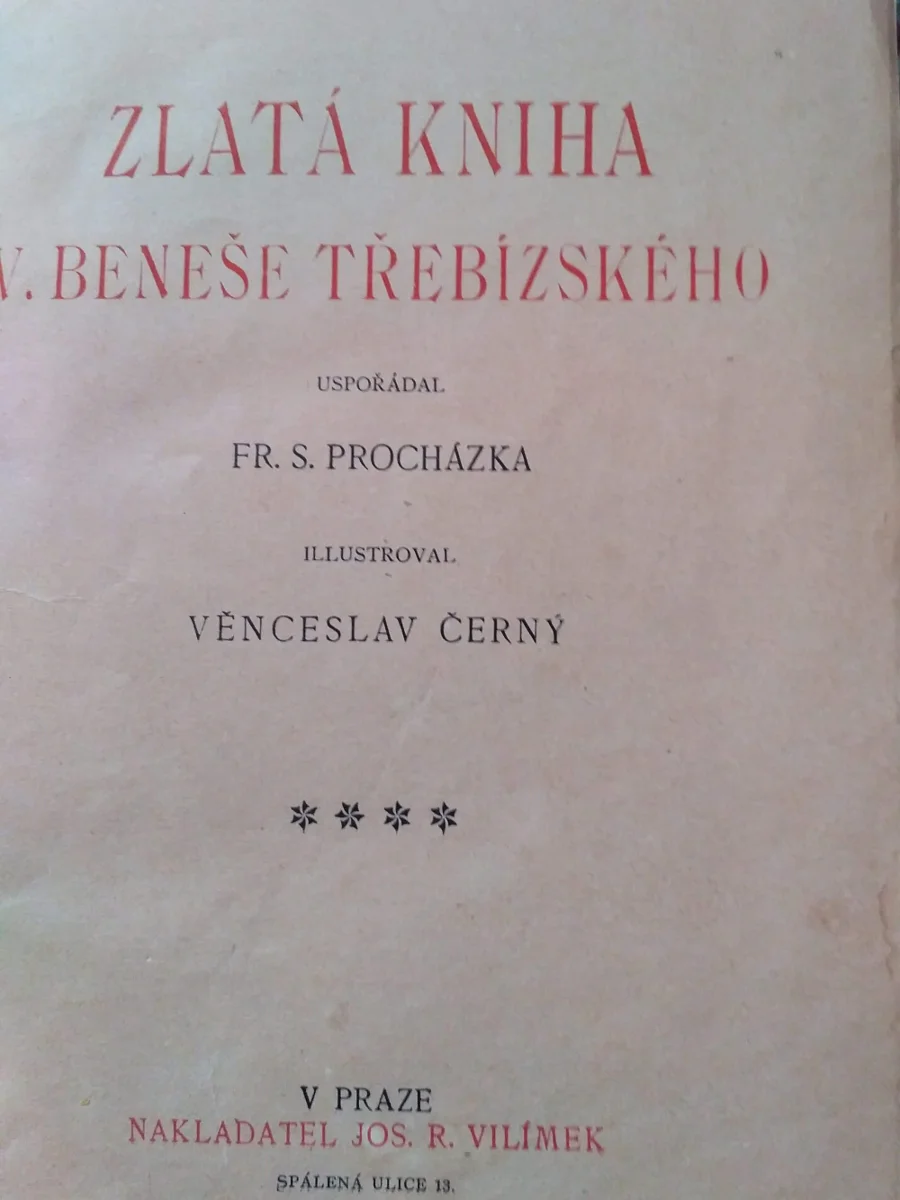 ZLATÁ KNIHA
V. BENEŠE TŘEBÍZSKÉHO
USPOŘÁDAL
FR. S. PROCHÁZKA
ILLUSTROVAL
VĚNCESLAV ČERNÝ
V PRAZE
NAKLADATEL JOS. R. VILÍMEK
SPÁLENÁ ULICE 13.